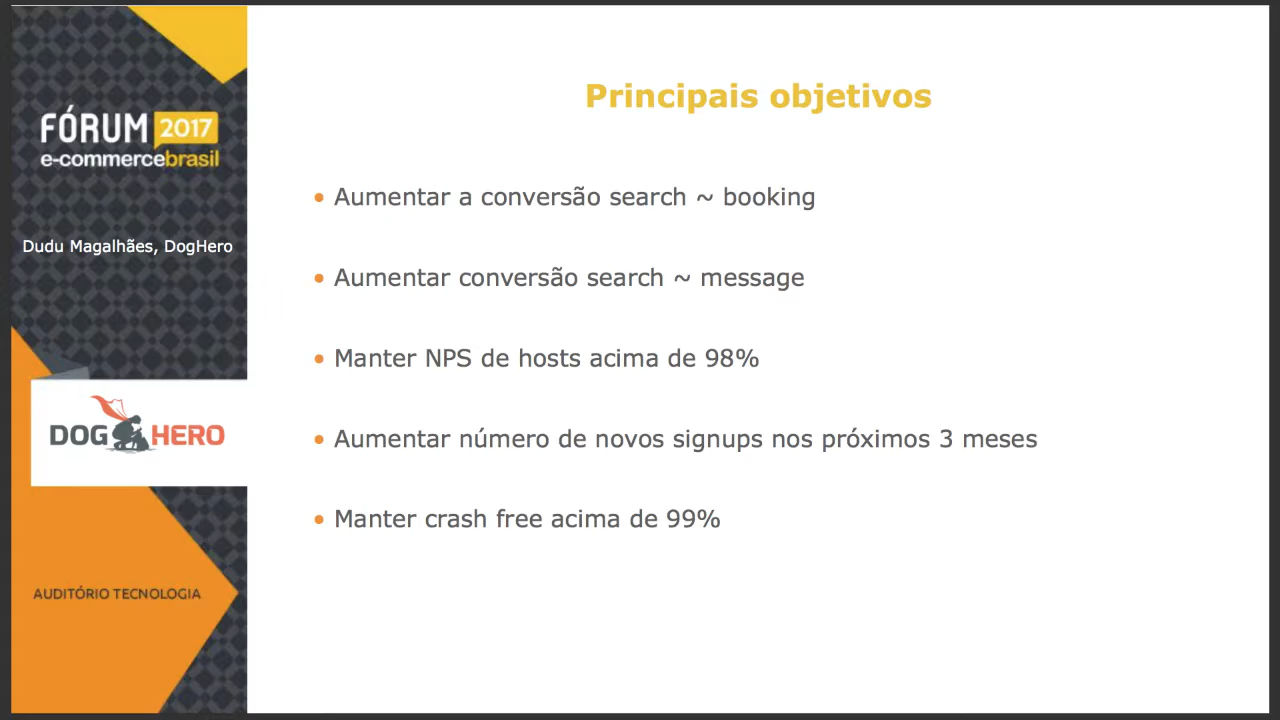 FÓRUM 2017
e-commercebrasil
Dudu Magalhães, DogHero
DOG HERO
AUDITÓRIO TECNOLOGIA
Principais objetivos
• Aumentar a conversão search ~ booking
• Aumentar conversão search ~ message
• Manter NPS de hosts acima de 98%
• Aumentar número de novos signups nos próximos 3 meses
• Manter crash free acima de 99%